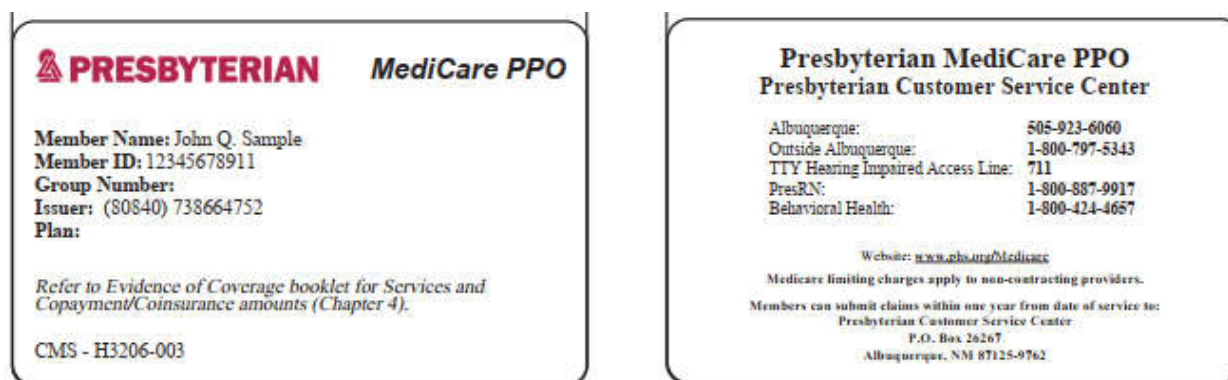 PRESBYTERIAN MediCare PPO
Member Name: John Q. Sample
Member ID: 12345678911
Group Number:
Issuer: (80840) 738664752
Plan:
Refer to Evidence of Coverage booklet for Services and
Copayment/Coinsurance amounts (Chapter 4).
CMS - H3206-003
Presbyterian MediCare PPO
Presbyterian Customer Service Center
Albuquerque: 505-923-6060
Outside Albuquerque: 1-800-797-5343
TTY Hearing Impaired Access Line: 711
PresRN: 1-800-887-9917
Behavioral Health: 1-800-424-4657
Website: www.phs.org/Medicare
Medicare limiting charges apply to non-contracting providers.
Members can submit claims within one year from date of service to:
Presbyterian Customer Service Center
P.O. Box 26267
Albuquerque, NM 87125-9762